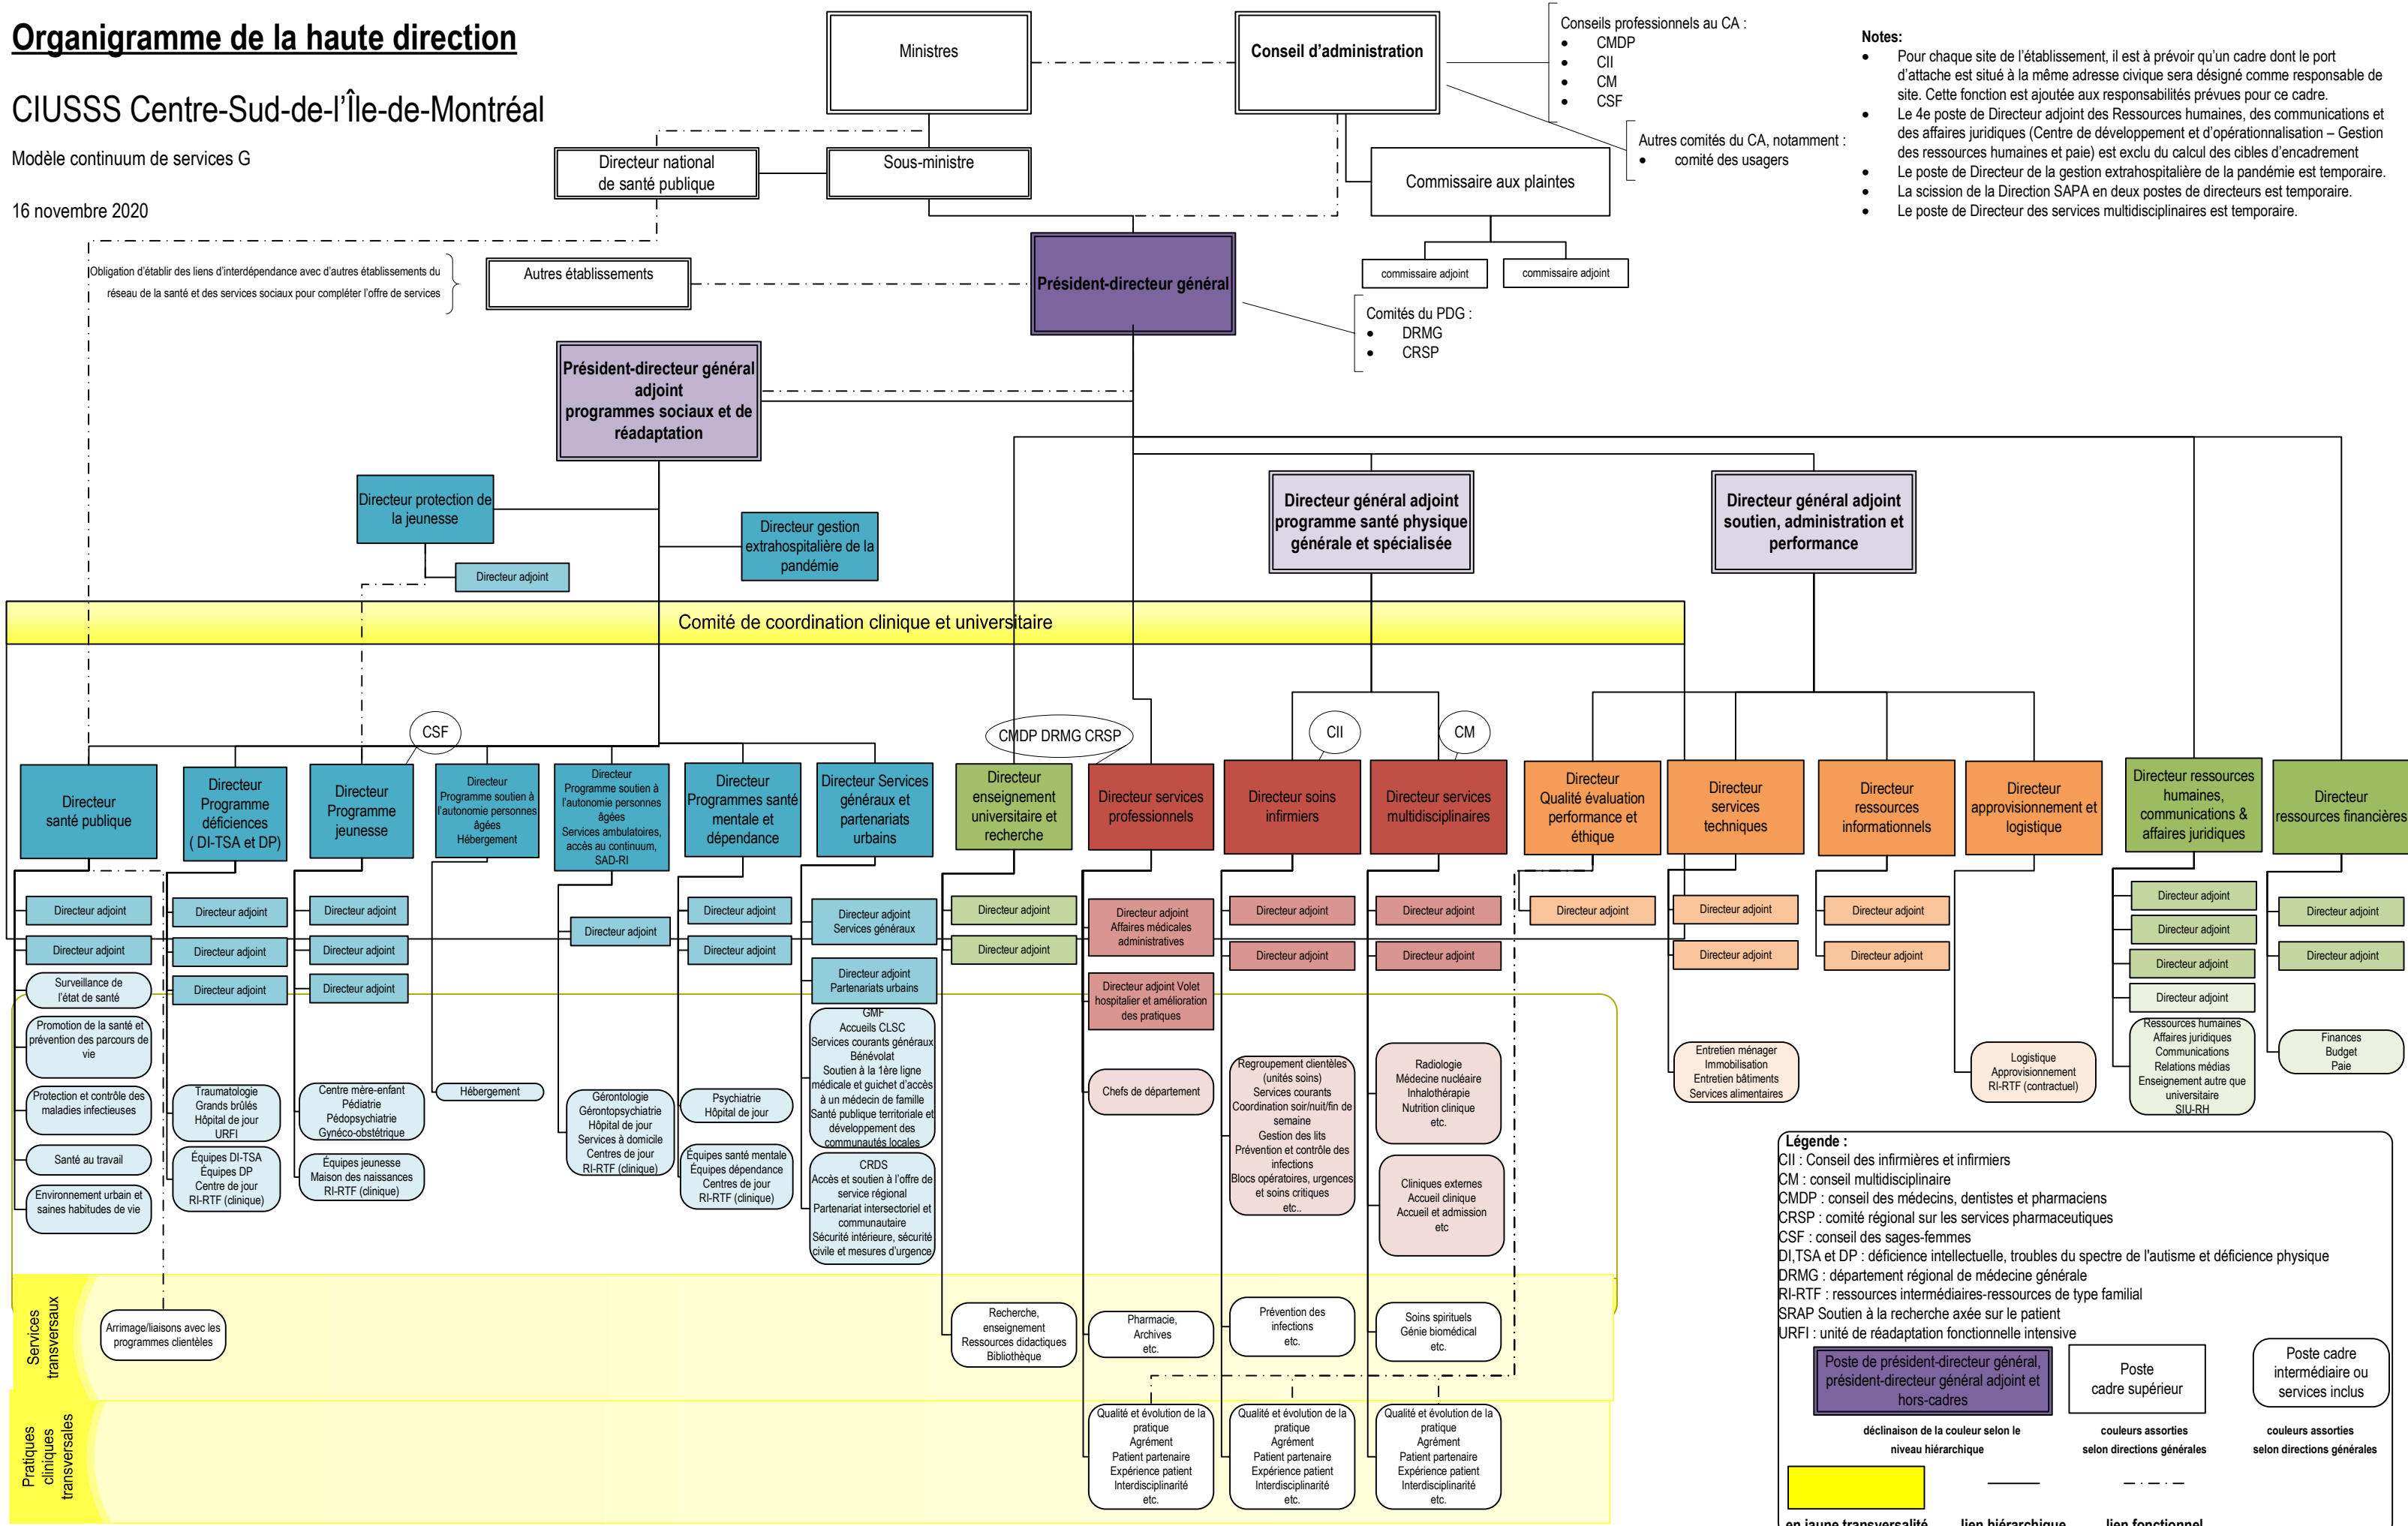 Organigramme de la haute direction
CIUSSS Centre-Sud-de-l’Île-de-Montréal
Modèle continuum de services G
16 novembre 2020
Ministres
Conseil d’administration
Conseils professionnels au CA :
• CMDP
• CII
• CM
• CSF
Autres comités du CA, notamment :
• comité des usagers
Notes:
• Pour chaque site de l’établissement, il est à prévoir qu’un cadre dont le port
d’attache est situé à la même adresse civique sera désigné comme responsable de
site. Cette fonction est ajoutée aux responsabilités prévues pour ce cadre.
• Le 4e poste de Directeur adjoint des Ressources humaines, des communications et
des affaires juridiques (Centre de développement et d’opérationnalisation – Gestion
des ressources humaines et paie) est exclu du calcul des cibles d’encadrement
• Le poste de Directeur de la gestion extrahospitalière de la pandémie est temporaire.
• La scission de la Direction SAPA en deux postes de directeurs est temporaire.
• Le poste de Directeur des services multidisciplinaires est temporaire.
Directeur national
de santé publique
Sous-ministre
Commissaire aux plaintes
commissaire adjoint
commissaire adjoint
Obligation d’établir des liens d’interdépendance avec d’autres établissements du
réseau de la santé et des services sociaux pour compléter l’offre de services
Autres établissements
Président-directeur général
Comités du PDG :
• DRMG
• CRSP
Président-directeur général
adjoint
programmes sociaux et de
réadaptation
Directeur protection de
la jeunesse
Directeur adjoint
Directeur gestion
extrahospitalière de la
pandémie
Directeur général adjoint
programme santé physique
générale et spécialisée
Directeur général adjoint
soutien, administration et
performance
Comité de coordination clinique et universitaire
CSF
CMDP DRMG CRSP
CII
CM
Directeur
santé publique
Directeur
Programme
déficiences
( DI-TSA et DP)
Directeur
Programme
jeunesse
Directeur
Programme soutien à
l’autonomie personnes
âgées
Hébergement
Directeur
Programme soutien à
l’autonomie personnes
âgées
Services ambulatoires,
accès au continuum,
SAD-RI
Directeur
Programmes santé
mentale et
dépendance
Directeur Services
généraux et
partenariats
urbains
Directeur
enseignement
universitaire et
recherche
Directeur services
professionnels
Directeur soins
infirmiers
Directeur services
multidisciplinaires
Directeur
Qualité évaluation
performance et
éthique
Directeur
services
techniques
Directeur
ressources
informationnels
Directeur
approvisionnement et
logistique
Directeur ressources
humaines,
communications &
affaires juridiques
Directeur
ressources financières
Directeur adjoint
Directeur adjoint
Surveillance de
l’état de santé
Promotion de la santé et
prévention des parcours de
vie
Protection et contrôle des
maladies infectieuses
Santé au travail
Environnement urbain et
saines habitudes de vie
Directeur adjoint
Directeur adjoint
Directeur adjoint
Traumatologie
Grands brûlés
Hôpital de jour
URFI
Équipes DI-TSA
Équipes DP
Centre de jour
RI-RTF (clinique)
Directeur adjoint
Directeur adjoint
Directeur adjoint
Centre mère-enfant
Pédiatrie
Pédopsychiatrie
Gynéco-obstétrique
Équipes jeunesse
Maison des naissances
RI-RTF (clinique)
Hébergement
Directeur adjoint
Gérontologie
Gérontopsychiatrie
Hôpital de jour
Services à domicile
Centres de jour
RI-RTF (clinique)
Directeur adjoint
Directeur adjoint
Psychiatrie
Hôpital de jour
Équipes santé mentale
Équipes dépendance
Centres de jour
RI-RTF (clinique)
Directeur adjoint
Services généraux
Directeur adjoint
Partenariats urbains
GMF
Accueils CLSC
Services courants généraux
Bénévolat
Soutien à la 1ère ligne
médicale et guichet d’accès
à un médecin de famille
Santé publique territoriale et
développement des
communautés locales
CRDS
Accès et soutien à l’offre de
service régional
Partenariat intersectoriel et
communautaire
Sécurité intérieure, sécurité
civile et mesures d’urgence
Directeur adjoint
Directeur adjoint
Directeur adjoint
Affaires médicales
administratives
Directeur adjoint Volet
hospitalier et amélioration
des pratiques
Chefs de département
Directeur adjoint
Directeur adjoint
Regroupement clientèles
(unités soins)
Services courants
Coordination soir/nuit/fin de
semaine
Gestion des lits
Prévention et contrôle des
infections
Blocs opératoires, urgences
et soins critiques
etc..
Directeur adjoint
Directeur adjoint
Radiologie
Médecine nucléaire
Inhalothérapie
Nutrition clinique
etc.
Cliniques externes
Accueil clinique
Accueil et admission
etc
Directeur adjoint
Directeur adjoint
Directeur adjoint
Entretien ménager
Immobilisation
Entretien bâtiments
Services alimentaires
Directeur adjoint
Directeur adjoint
Logistique
Approvisionnement
RI-RTF (contractuel)
Directeur adjoint
Directeur adjoint
Directeur adjoint
Directeur adjoint
Ressources humaines
Affaires juridiques
Communications
Relations médias
Enseignement autre que
universitaire
SIU-RH
Directeur adjoint
Directeur adjoint
Finances
Budget
Paie
Services
transversaux
Arrimage/liaisons avec les
programmes clientèles
Recherche,
enseignement
Ressources didactiques
Bibliothèque
Pharmacie,
Archives
etc.
Prévention des
infections
etc.
Soins spirituels
Génie biomédical
etc.
Pratiques
cliniques
transversales
Qualité et évolution de la
pratique
Agrément
Patient partenaire
Expérience patient
Interdisciplinarité
etc.
Qualité et évolution de la
pratique
Agrément
Patient partenaire
Expérience patient
Interdisciplinarité
etc.
Qualité et évolution de la
pratique
Agrément
Patient partenaire
Expérience patient
Interdisciplinarité
etc.
Légende :
CII : Conseil des infirmières et infirmiers
CM : conseil multidisciplinaire
CMDP : conseil des médecins, dentistes et pharmaciens
CRSP : comité régional sur les services pharmaceutiques
CSF : conseil des sages-femmes
DI,TSA et DP : déficience intellectuelle, troubles du spectre de l'autisme et déficience physique
DRMG : département régional de médecine générale
RI-RTF : ressources intermédiaires-ressources de type familial
SRAP Soutien à la recherche axée sur le patient
URFI : unité de réadaptation fonctionnelle intensive
Poste de président-directeur général,
président-directeur général adjoint et
hors-cadres
Poste
cadre supérieur
Poste cadre
intermédiaire ou
services inclus
déclinaison de la couleur selon le
niveau hiérarchique
couleurs assorties
selon directions générales
couleurs assorties
selon directions générales
en jaune transversalité
lien hiérarchique
lien fonctionnel